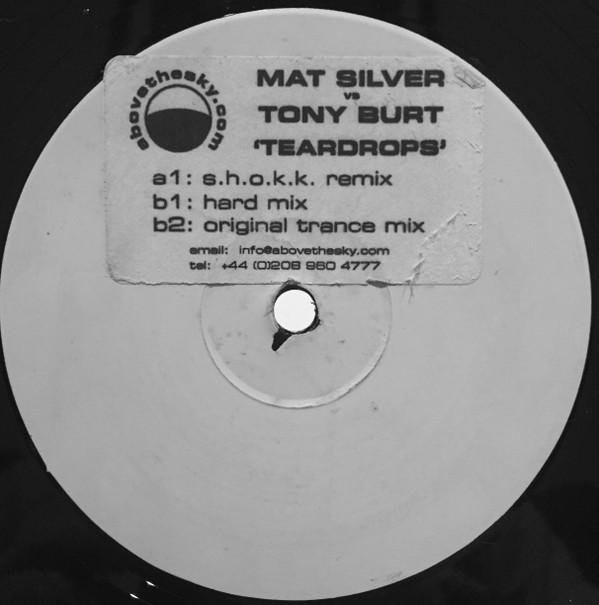 abovethesky.com
MAT SILVER
vs
TONY BURT
'TEARDROPS'
a1: s.h.o.k.k. remix
b1: hard mix
b2: original trance mix
email: info@abovethesky.com
tel: +44 (0)208 960 4777